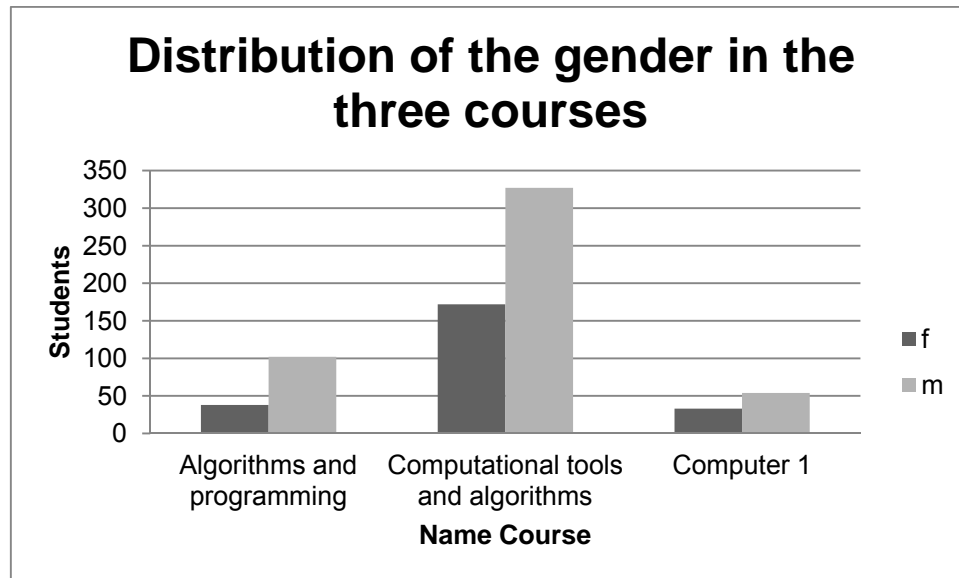 Distribution of the gender in the
three courses
350
300
250
200
150
100
50
0
Students
f
m
Algorithms and
programming
Computational tools
and algorithms
Computer 1
Name Course